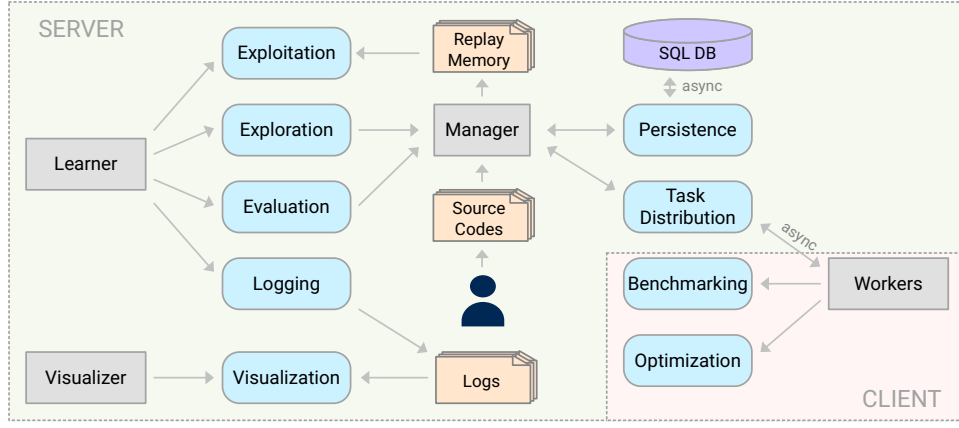 SERVER
Exploitation
Replay
Memory
SQL DB
async
Exploration
Manager
Persistence
Learner
Evaluation
Source
Codes
Task
Distribution
async
Logging
Benchmarking
Workers
Optimization
Visualizer
Visualization
Logs
CLIENT